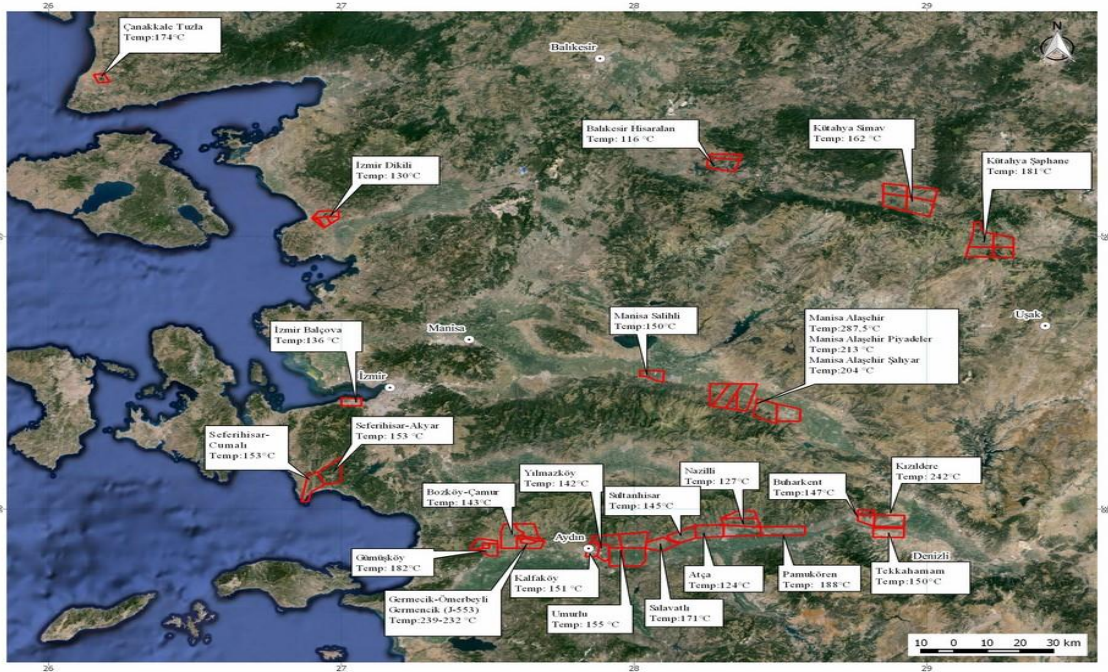 26
27
28
29
Çanakkale Tuzla
Temp:174°C
N
Balıkesir
Balıkesir Hisaralan
Temp: 116 °C
Kütahya Simav
Temp: 162 °C
Kütahya Şaphane
Temp: 181°C
İzmir Dikili
Temp: 130°C
39
39
Uşak
Manisa
Manisa Salihli
Temp:150°C
Manisa Alaşehir
Temp:287,5°C
Manisa Alaşehir Piyadeler
Temp:213 °C
Manisa Alaşehir Şahyar
Temp:204 °C
İzmir Balçova
Temp:136 °C
İzmir
Seferihisar-Akyar
Temp: 153 °C
Seferihisar-
Cumalı
Temp:153°C
Bozköy-Çamur
Temp: 143°C
Yılmazköy
Temp: 142°C
Sultanhisar
Temp: 145°C
Nazilli
Temp: 127°C
Buharkent
Temp:147°C
Kızıldere
Temp: 242°C
38
38
Aydın
Denizli
Gümüşköy
Temp: 182°C
Germecik-Ömerbeyli
Germencik (J-553)
Temp:239-232 °C
Kalfaköy
Temp: 151 °C
Umurlu
Temp: 155 °C
Salavatlı
Temp:171°C
Atça
Temp:124°C
Pamukören
Temp: 188°C
Tekkahamam
Temp:150°C
10 0 10 20 30 km
26
27
28
29